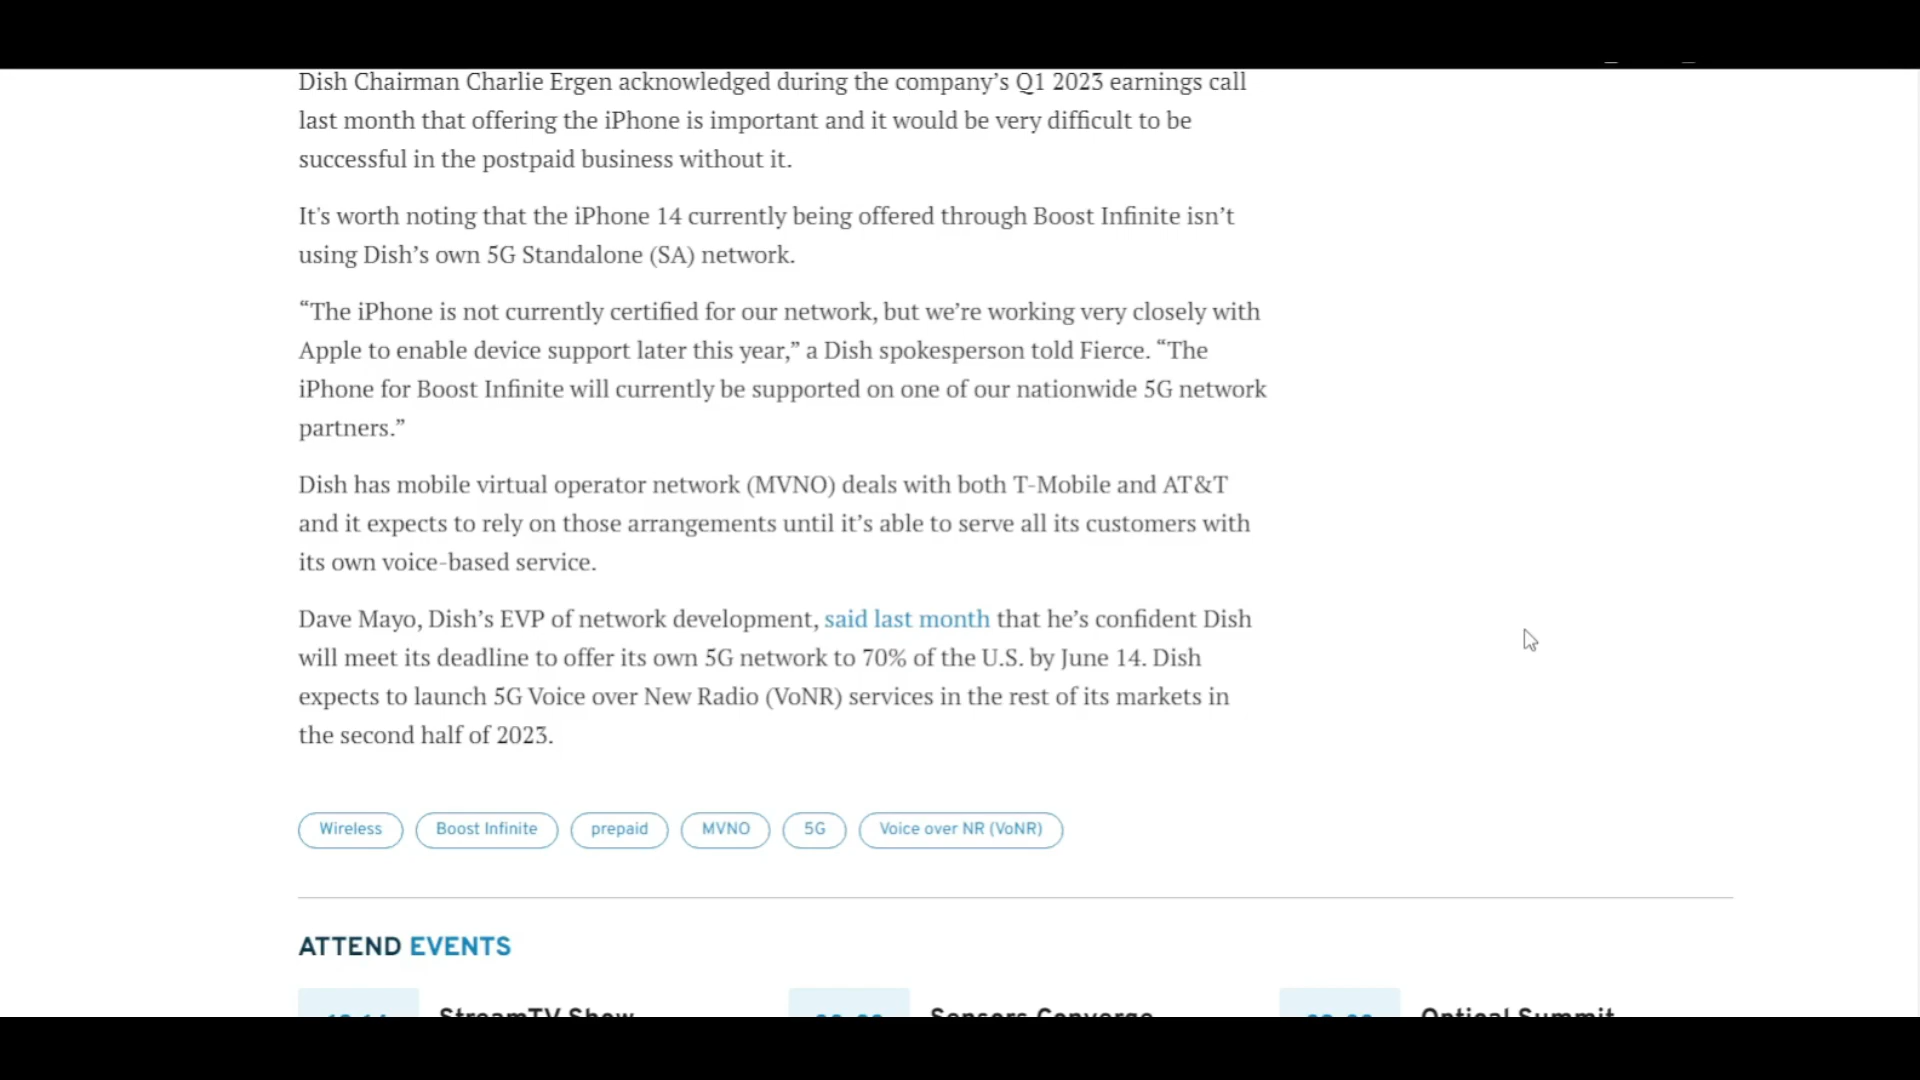 Dish Chairman Charlie Ergen acknowledged during the company’s Q1 2023 earnings call
last month that offering the iPhone is important and it would be very difficult to be
successful in the postpaid business without it.
It's worth noting that the iPhone 14 currently being offered through Boost Infinite isn’t
using Dish’s own 5G Standalone (SA) network.
“The iPhone is not currently certified for our network, but we’re working very closely with
Apple to enable device support later this year,” a Dish spokesperson told Fierce. “The
iPhone for Boost Infinite will currently be supported on one of our nationwide 5G network
partners.”
Dish has mobile virtual operator network (MVNO) deals with both T-Mobile and AT&T
and it expects to rely on those arrangements until it’s able to serve all its customers with
its own voice-based service.
Dave Mayo, Dish’s EVP of network development, said last month that he’s confident Dish
will meet its deadline to offer its own 5G network to 70% of the U.S. by June 14. Dish
expects to launch 5G Voice over New Radio (VoNR) services in the rest of its markets in
the second half of 2023.
Wireless Boost Infinite prepaid MVNO 5G Voice over NR (VoNR)
ATTEND EVENTS
StreamTV Show Sensors Converge Optical Summit